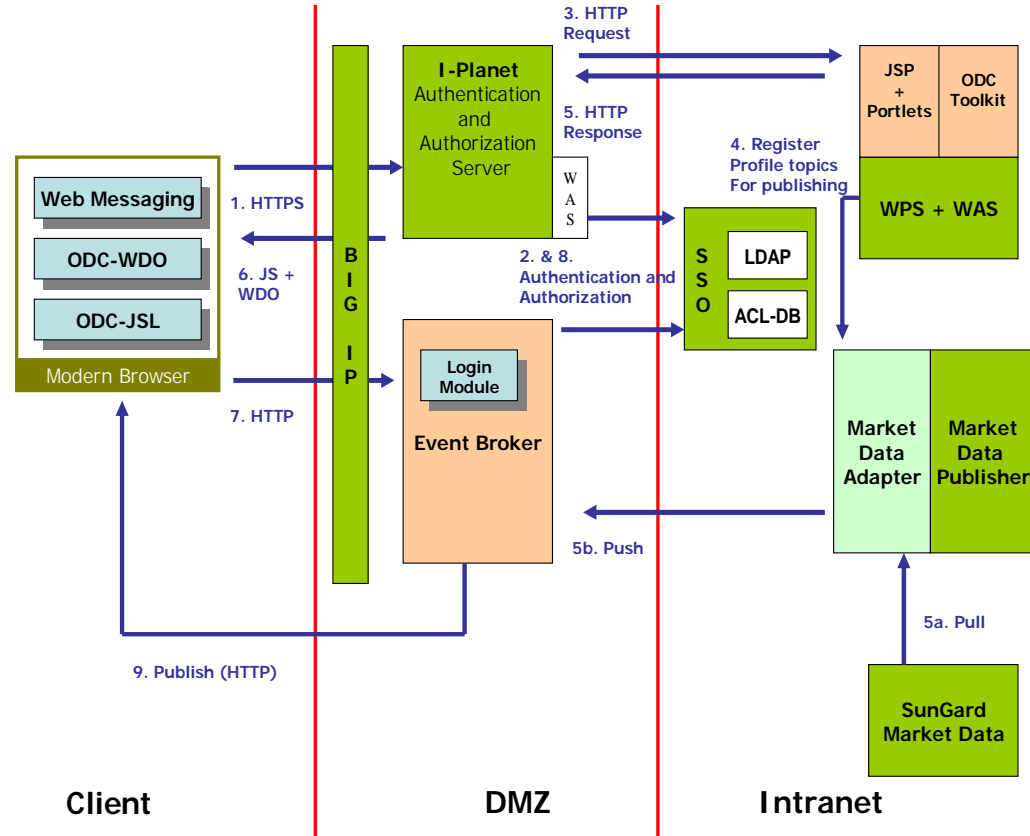 3. HTTP
Request
I-Planet
Authentication
and
Authorization
Server
JSP
+
Portlets
ODC
Toolkit
5. HTTP
Response
4. Register
Profile topics
For publishing
W
A
S
WPS + WAS
Web Messaging
ODC-WDO
ODC-JSL
Modern Browser
1. HTTPS
6. JS +
WDO
7. HTTP
B
I
G
I
P
2. & 8.
Authentication and
Authorization
S
S
O
LDAP
ACL-DB
Login
Module
Event Broker
Market
Data
Adapter
Market
Data
Publisher
5b. Push
5a. Pull
9. Publish (HTTP)
SunGard
Market Data
Client
DMZ
Intranet